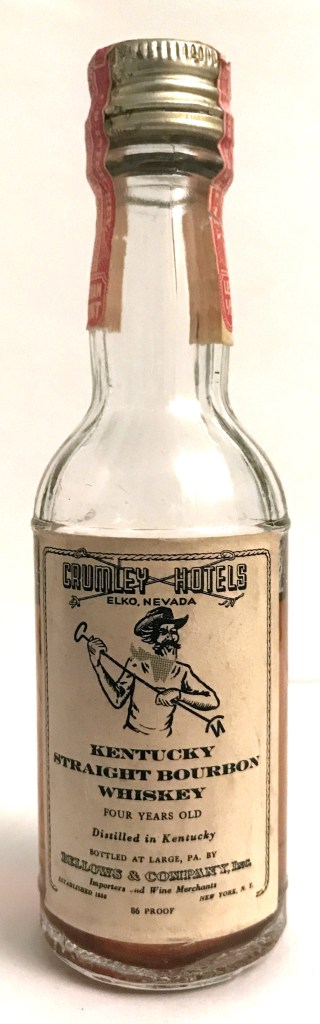 CRUMLEY HOTELS
ELKO, NEVADA
KENTUCKY
STRAIGHT BOURBON
WHISKEY
FOUR YEARS OLD
Distilled in Kentucky
BOTTLED AT LARGE, PA. BY
BELLOWS & COMPANY, INC.
Importers and Wine Merchants
ESTABLISHED 1830 NEW YORK, N. Y.
86 PROOF